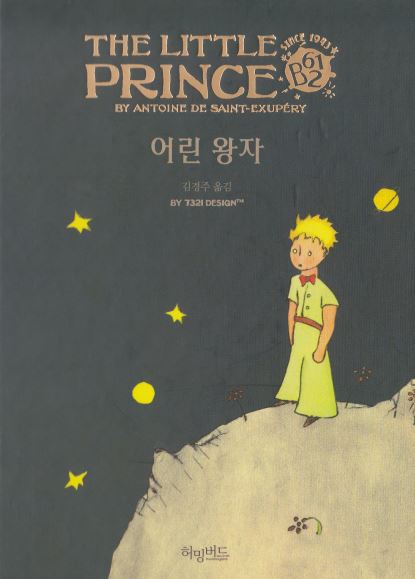 THE LITTLE
PRINCE
SINCE 1943
B612
BY ANTOINE DE SAINT-EXUPÉRY
어린 왕자
김경주 옮김
BY 7321 DESIGN™
허밍버드